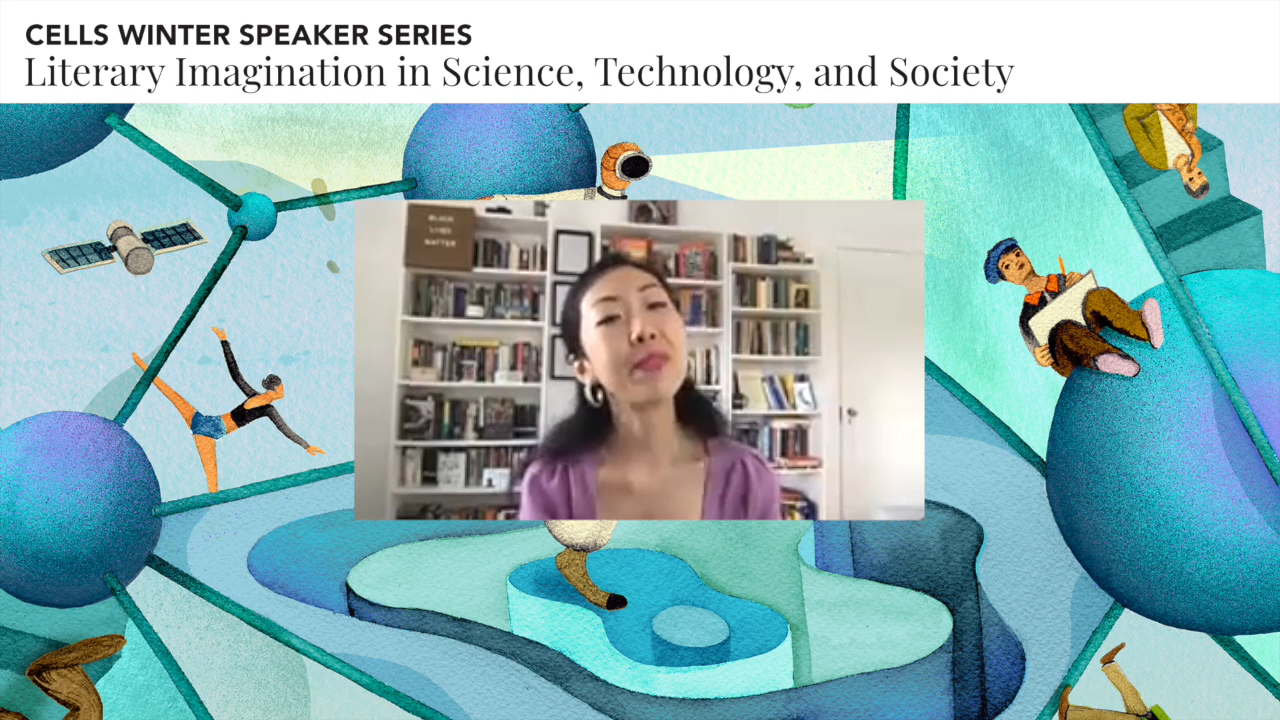 CELLS WINTER SPEAKER SERIES
Literary Imagination in Science, Technology, and Society
BLACK
LIVES
MATTER